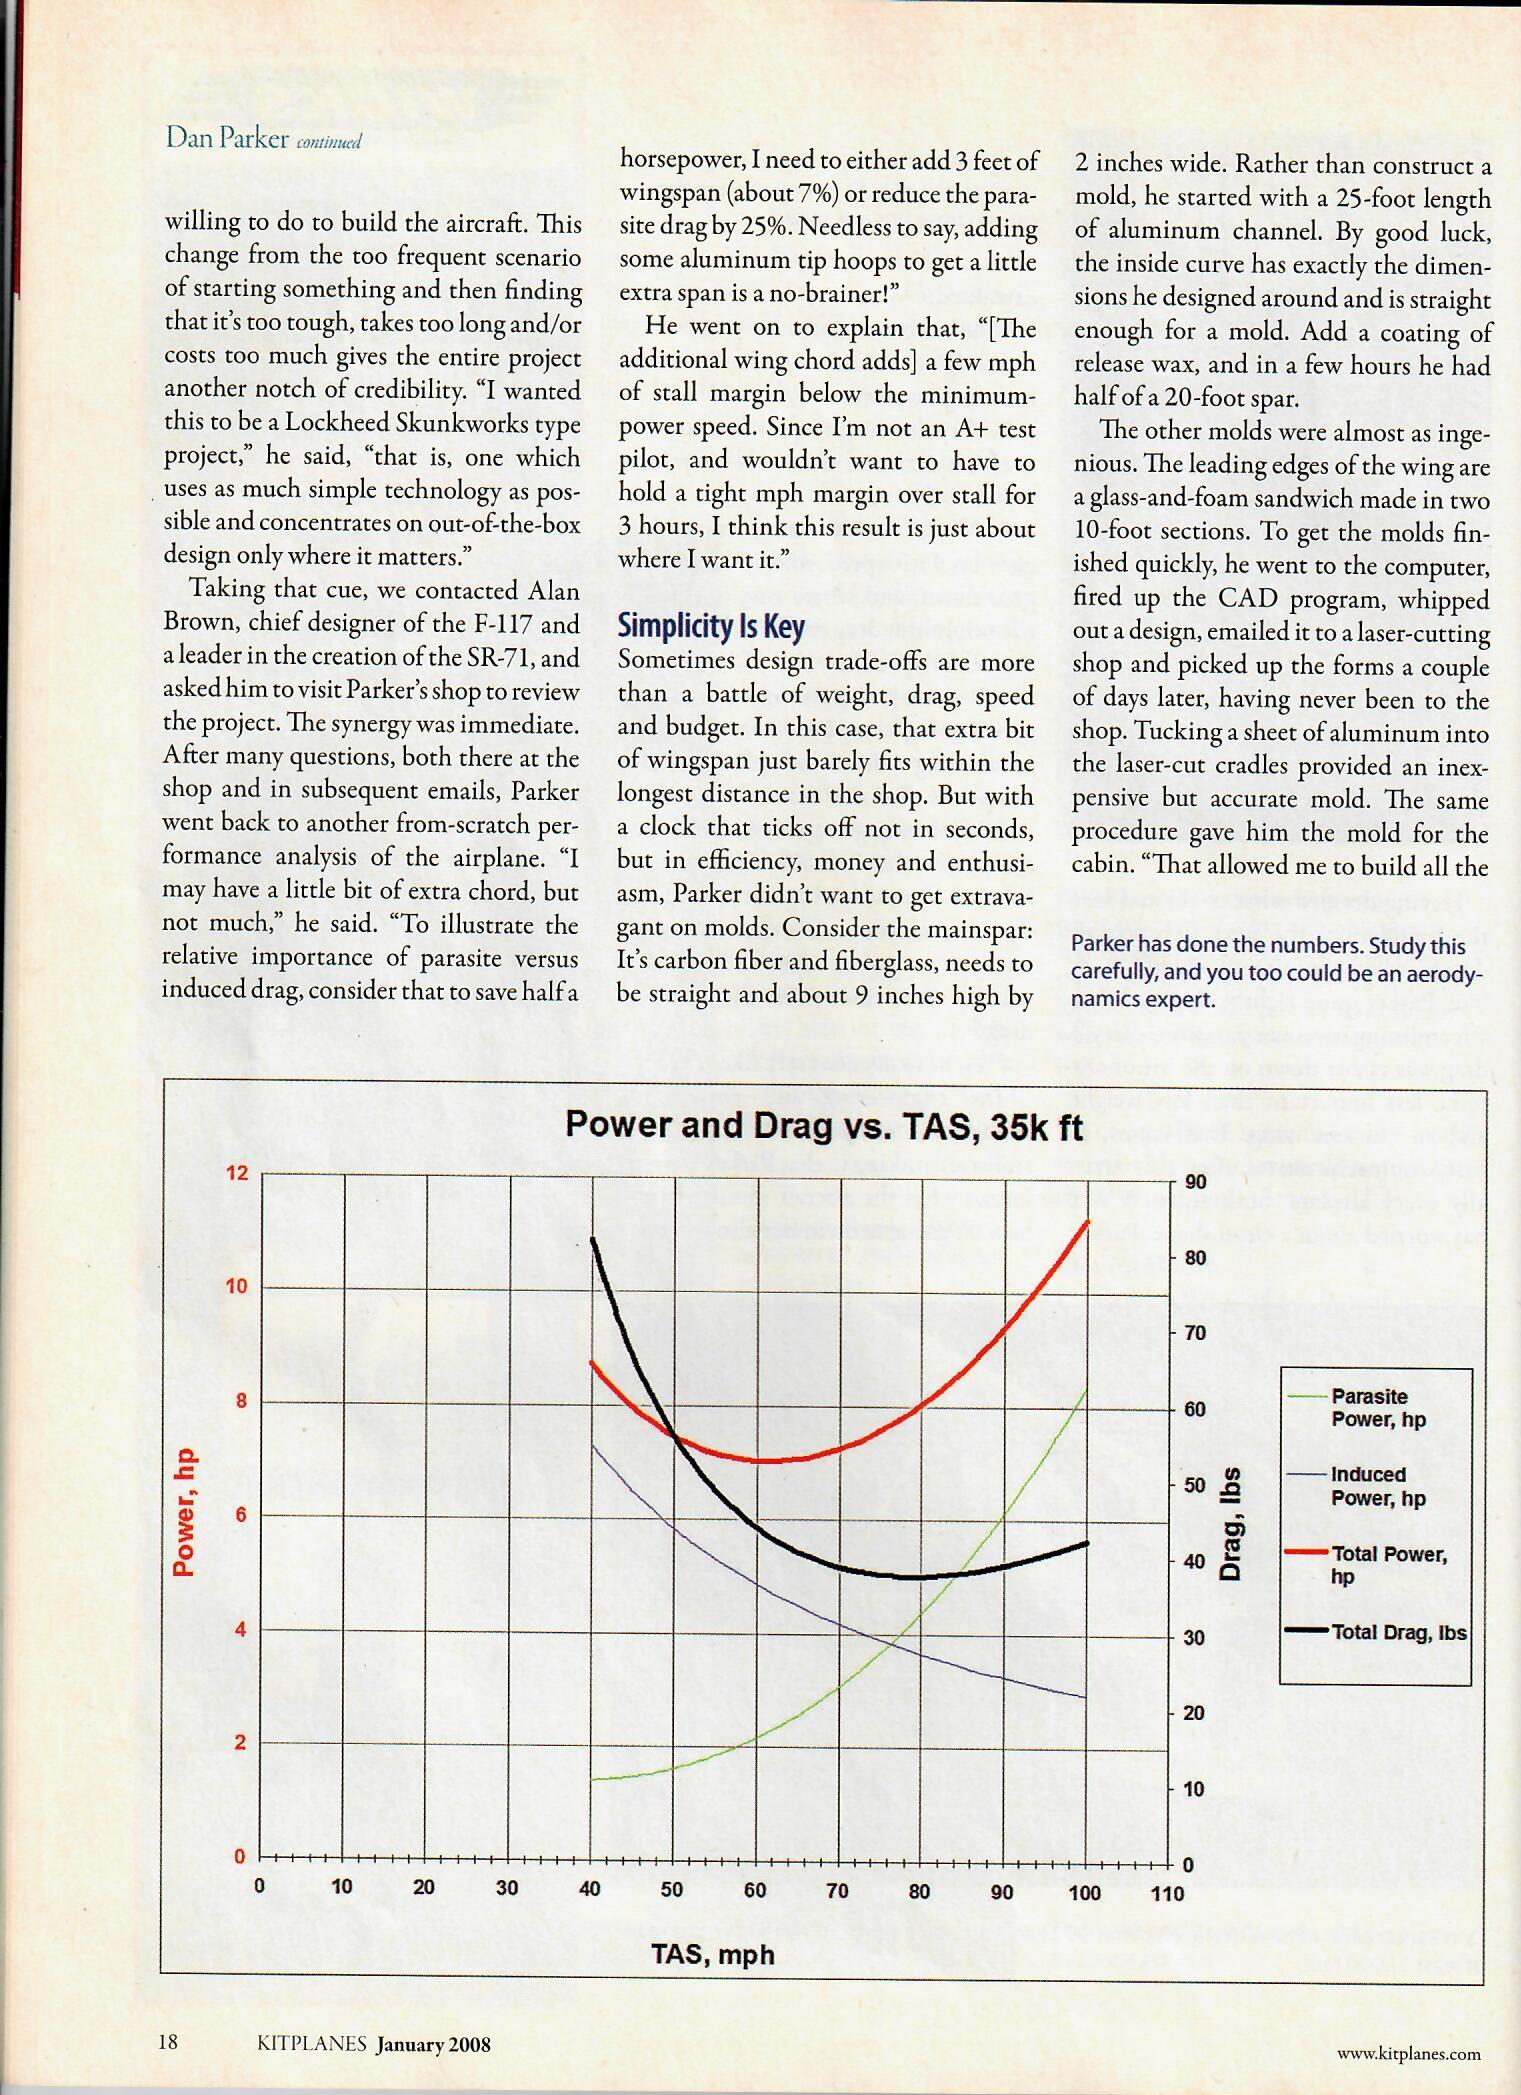 Dan Parker continued
willing to do to build the aircraft. This
change from the too frequent scenario
of starting something and then finding
that it's too tough, takes too long and/or
costs too much gives the entire project
another notch of credibility. “I wanted
this to be a Lockheed Skunkworks type
project,” he said, “that is, one which
uses as much simple technology as pos-
sible and concentrates on out-of-the-box
design only where it matters.”
Taking that cue, we contacted Alan
Brown, chief designer of the F-117 and
a leader in the creation of the SR-71, and
asked him to visit Parker's shop to review
the project. The synergy was immediate.
After many questions, both there at the
shop and in subsequent emails, Parker
went back to another from-scratch per-
formance analysis of the airplane. “I
may have a little bit of extra chord, but
not much,” he said. “To illustrate the
relative importance of parasite versus
induced drag, consider that to save half a
horsepower, I need to either add 3 feet of
wingspan (about 7%) or reduce the para-
site drag by 25%. Needless to say, adding
some aluminum tip hoops to get a little
extra span is a no-brainer!”
He went on to explain that, “[The
additional wing chord adds] a few mph
of stall margin below the minimum-
power speed. Since I'm not an A+ test
pilot, and wouldn't want to have to
hold a tight mph margin over stall for
3 hours, I think this result is just about
where I want it.”
Simplicity Is Key
Sometimes design trade-offs are more
than a battle of weight, drag, speed
and budget. In this case, that extra bit
of wingspan just barely fits within the
longest distance in the shop. But with
a clock that ticks off not in seconds,
but in efficiency, money and enthusi-
asm, Parker didn't want to get extrava-
gant on molds. Consider the mainspar:
It's carbon fiber and fiberglass, needs to
be straight and about 9 inches high by
2 inches wide. Rather than construct a
mold, he started with a 25-foot length
of aluminum channel. By good luck,
the inside curve has exactly the dimen-
sions he designed around and is straight
enough for a mold. Add a coating of
release wax, and in a few hours he had
half of a 20-foot spar.
The other molds were almost as inge-
nious. The leading edges of the wing are
a glass-and-foam sandwich made in two
10-foot sections. To get the molds fin-
ished quickly, he went to the computer,
fired up the CAD program, whipped
out a design, emailed it to a laser-cutting
shop and picked up the forms a couple
of days later, having never been to the
shop. Tucking a sheet of aluminum into
the laser-cut cradles provided an inex-
pensive but accurate mold. The same
procedure gave him the mold for the
cabin. “That allowed me to build all the
Parker has done the numbers. Study this
carefully, and you too could be an aerody-
namics expert.
Power and Drag vs. TAS, 35k ft
12
10
8
6
4
2
0
Power, hp
90
80
70
60
50
40
30
20
10
0
Drag, lbs
0 10 20 30 40 50 60 70 80 90 100 110
TAS, mph
Parasite
Power, hp
Induced
Power, hp
Total Power,
hp
Total Drag, lbs
18 KITPLANES January 2008
www.kitplanes.com